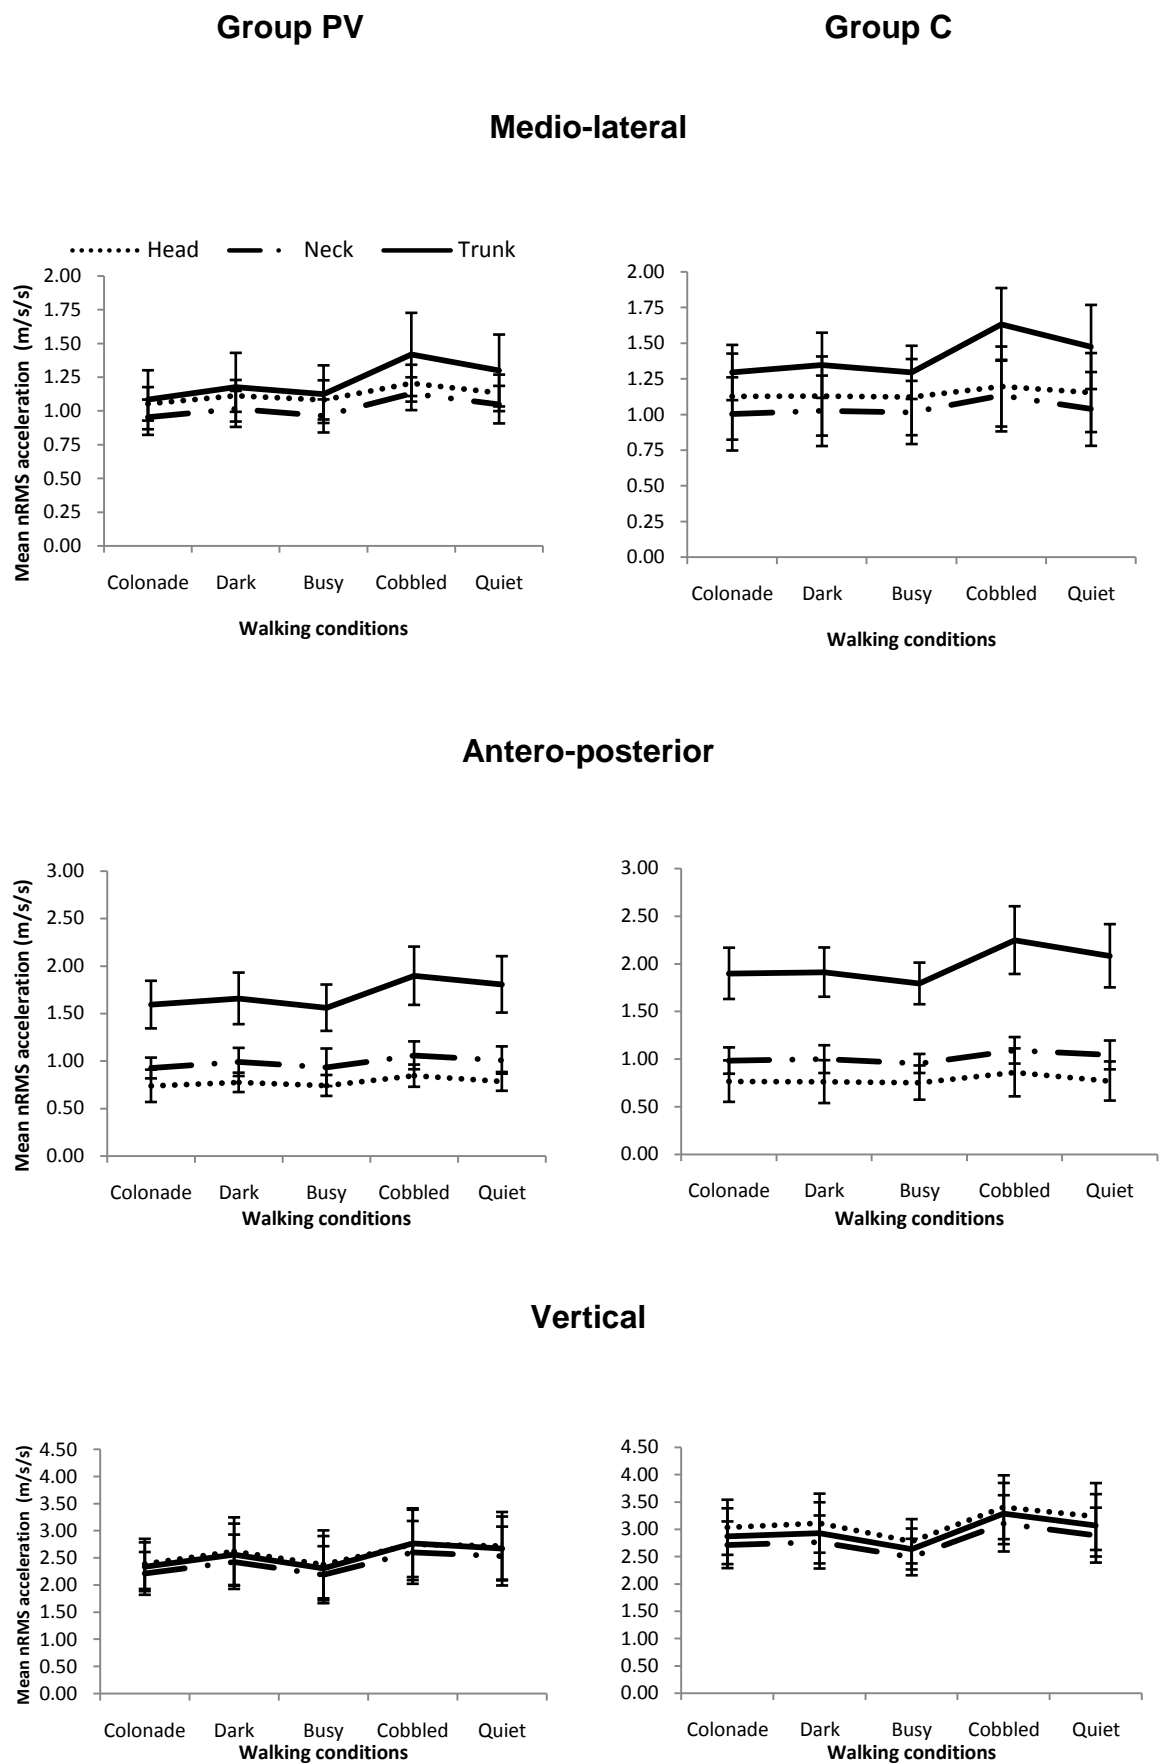 Group PV Group C
Medio-lateral
Head Neck Trunk
Mean nRMS acceleration (m/s/s)
2.00
1.75
1.50
1.25
1.00
0.75
0.50
0.25
0.00
Colonade Dark Busy Cobbled Quiet
Walking conditions
2.00
1.75
1.50
1.25
1.00
0.75
0.50
0.25
0.00
Colonade Dark Busy Cobbled Quiet
Walking conditions
Antero-posterior
Mean nRMS acceleration (m/s/s)
3.00
2.50
2.00
1.50
1.00
0.50
0.00
Colonade Dark Busy Cobbled Quiet
Walking conditions
3.00
2.50
2.00
1.50
1.00
0.50
0.00
Colonade Dark Busy Cobbled Quiet
Walking conditions
Vertical
Mean nRMS acceleration (m/s/s)
4.50
4.00
3.50
3.00
2.50
2.00
1.50
1.00
0.50
0.00
Colonade Dark Busy Cobbled Quiet
Walking conditions
4.50
4.00
3.50
3.00
2.50
2.00
1.50
1.00
0.50
0.00
Colonade Dark Busy Cobbled Quiet
Walking conditions